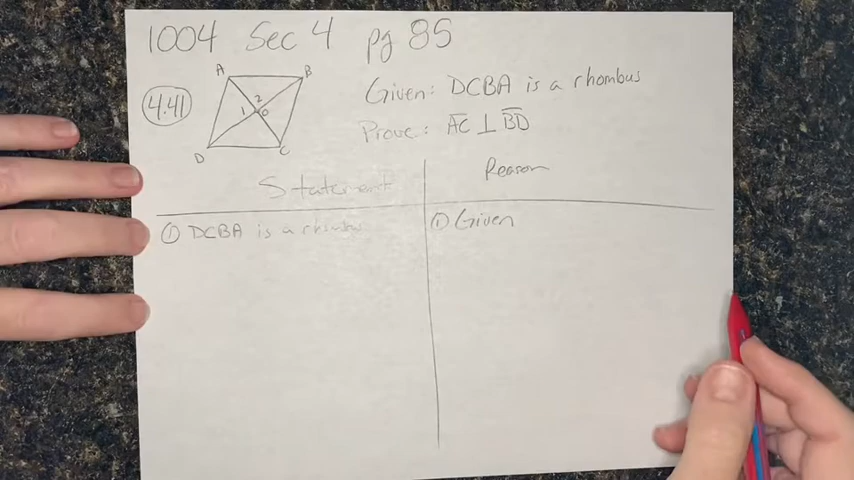 1004 Sec 4 pg 85
4.41
A B
1 2
D C
Given: DCBA is a rhombus
Prove: AC ⊥ BD
Statement Reason
① DCBA is a rhombus ① Given